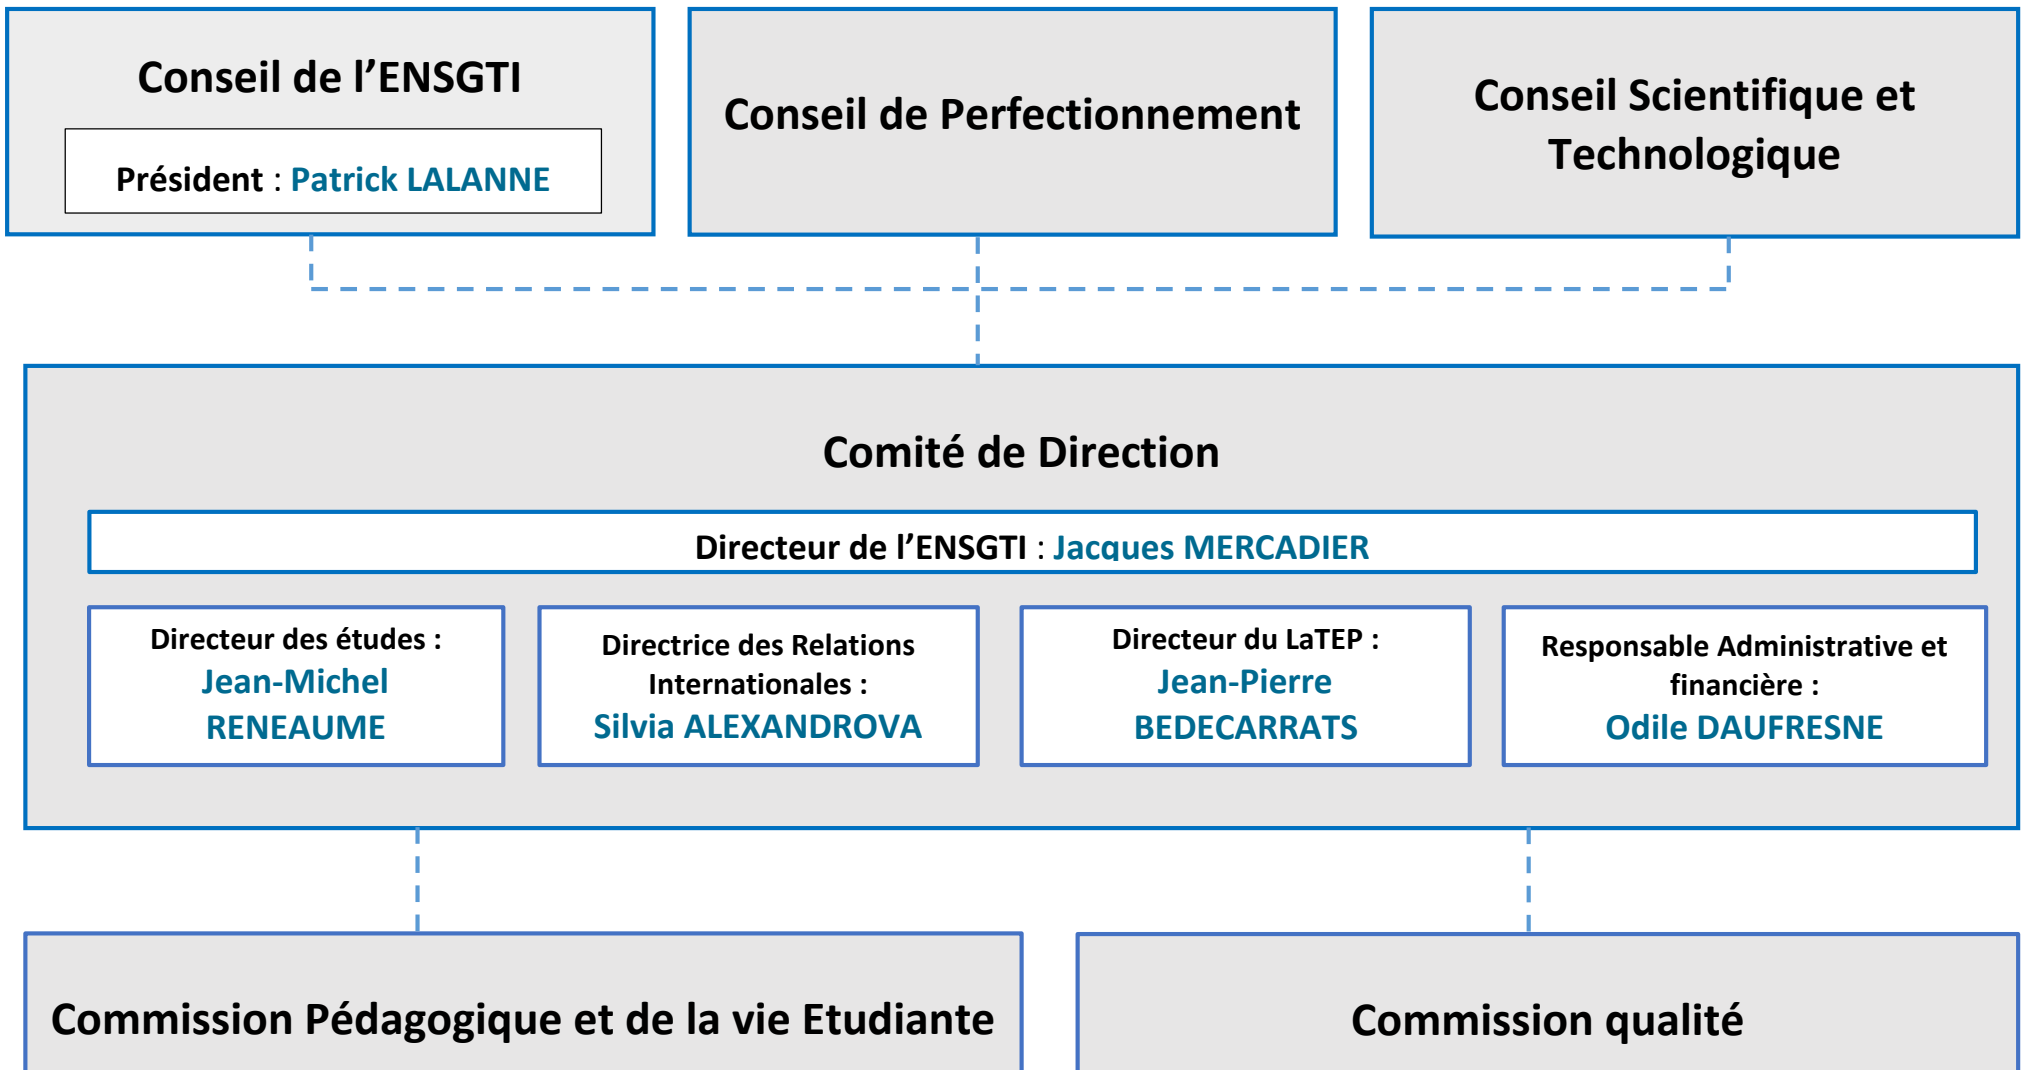 Conseil de l’ENSGTI
Président : Patrick LALANNE
Conseil de Perfectionnement
Conseil Scientifique et
Technologique
Comité de Direction
Directeur de l’ENSGTI : Jacques MERCADIER
Directeur des études :
Jean-Michel
RENEAUME
Directrice des Relations
Internationales :
Silvia ALEXANDROVA
Directeur du LaTEP :
Jean-Pierre
BEDECARRATS
Responsable Administrative et
financière :
Odile DAUFRESNE
Commission Pédagogique et de la vie Etudiante
Commission qualité